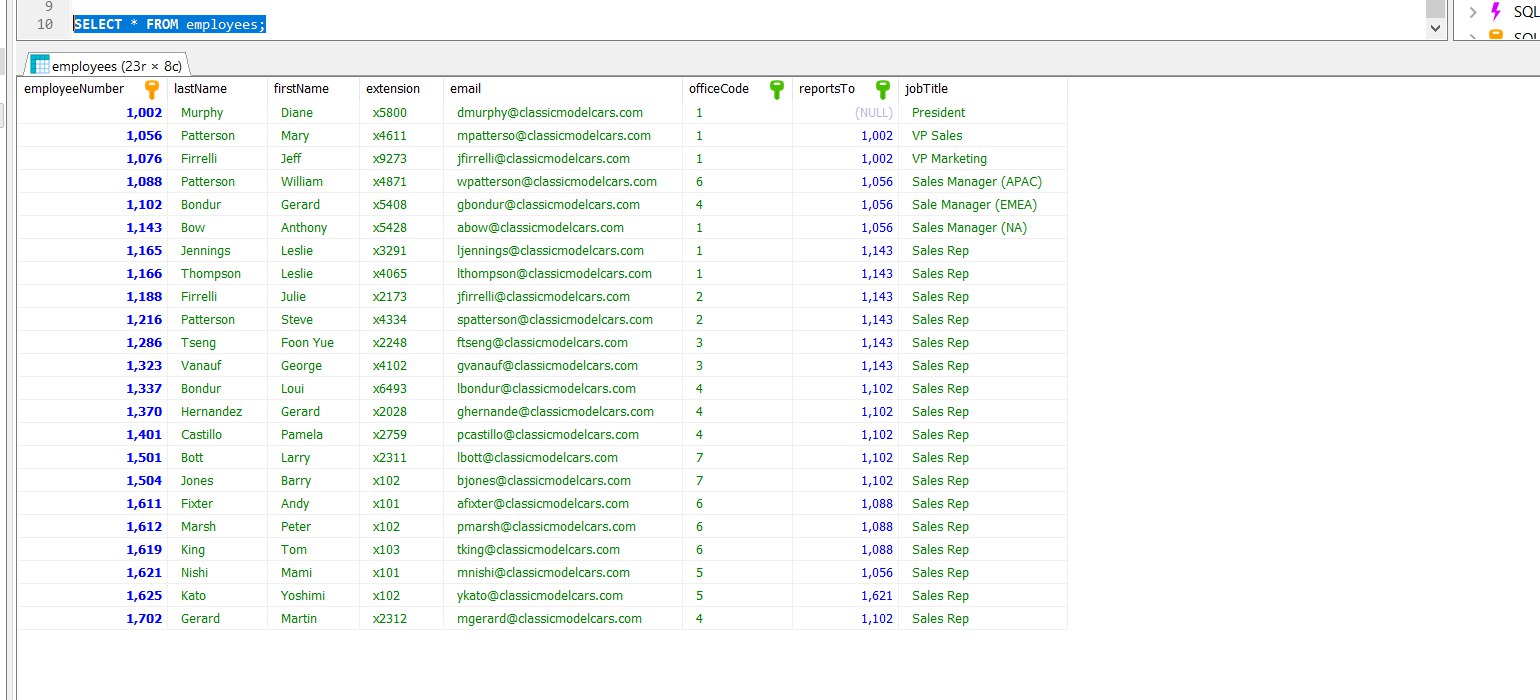 9
10 SELECT * FROM employees;
SQL
employees (23r × 8c)
employeeNumber lastName firstName extension email officeCode reportsTo jobTitle
1,002 Murphy Diane x5800 dmurphy@classicmodelcars.com 1 (NULL) President
1,056 Patterson Mary x4611 mpatterso@classicmodelcars.com 1 1,002 VP Sales
1,076 Firrelli Jeff x9273 jfirrelli@classicmodelcars.com 1 1,002 VP Marketing
1,088 Patterson William x4871 wpatterson@classicmodelcars.com 6 1,056 Sales Manager (APAC)
1,102 Bondur Gerard x5408 gbondur@classicmodelcars.com 4 1,056 Sale Manager (EMEA)
1,143 Bow Anthony x5428 abow@classicmodelcars.com 1 1,056 Sales Manager (NA)
1,165 Jennings Leslie x3291 ljennings@classicmodelcars.com 1 1,143 Sales Rep
1,166 Thompson Leslie x4065 lthompson@classicmodelcars.com 1 1,143 Sales Rep
1,188 Firrelli Julie x2173 jfirrelli@classicmodelcars.com 2 1,143 Sales Rep
1,216 Patterson Steve x4334 spatterson@classicmodelcars.com 2 1,143 Sales Rep
1,286 Tseng Foon Yue x2248 ftseng@classicmodelcars.com 3 1,143 Sales Rep
1,323 Vanauf George x4102 gvanauf@classicmodelcars.com 3 1,143 Sales Rep
1,337 Bondur Loui x6493 lbondur@classicmodelcars.com 4 1,102 Sales Rep
1,370 Hernandez Gerard x2028 ghernande@classicmodelcars.com 4 1,102 Sales Rep
1,401 Castillo Pamela x2759 pcastillo@classicmodelcars.com 4 1,102 Sales Rep
1,501 Bott Larry x2311 lbott@classicmodelcars.com 7 1,102 Sales Rep
1,504 Jones Barry x102 bjones@classicmodelcars.com 7 1,102 Sales Rep
1,611 Fixter Andy x101 afixter@classicmodelcars.com 6 1,088 Sales Rep
1,612 Marsh Peter x102 pmarsh@classicmodelcars.com 6 1,088 Sales Rep
1,619 King Tom x103 tking@classicmodelcars.com 6 1,088 Sales Rep
1,621 Nishi Mami x101 mnishi@classicmodelcars.com 5 1,056 Sales Rep
1,625 Kato Yoshimi x102 ykato@classicmodelcars.com 5 1,621 Sales Rep
1,702 Gerard Martin x2312 mgerard@classicmodelcars.com 4 1,102 Sales Rep